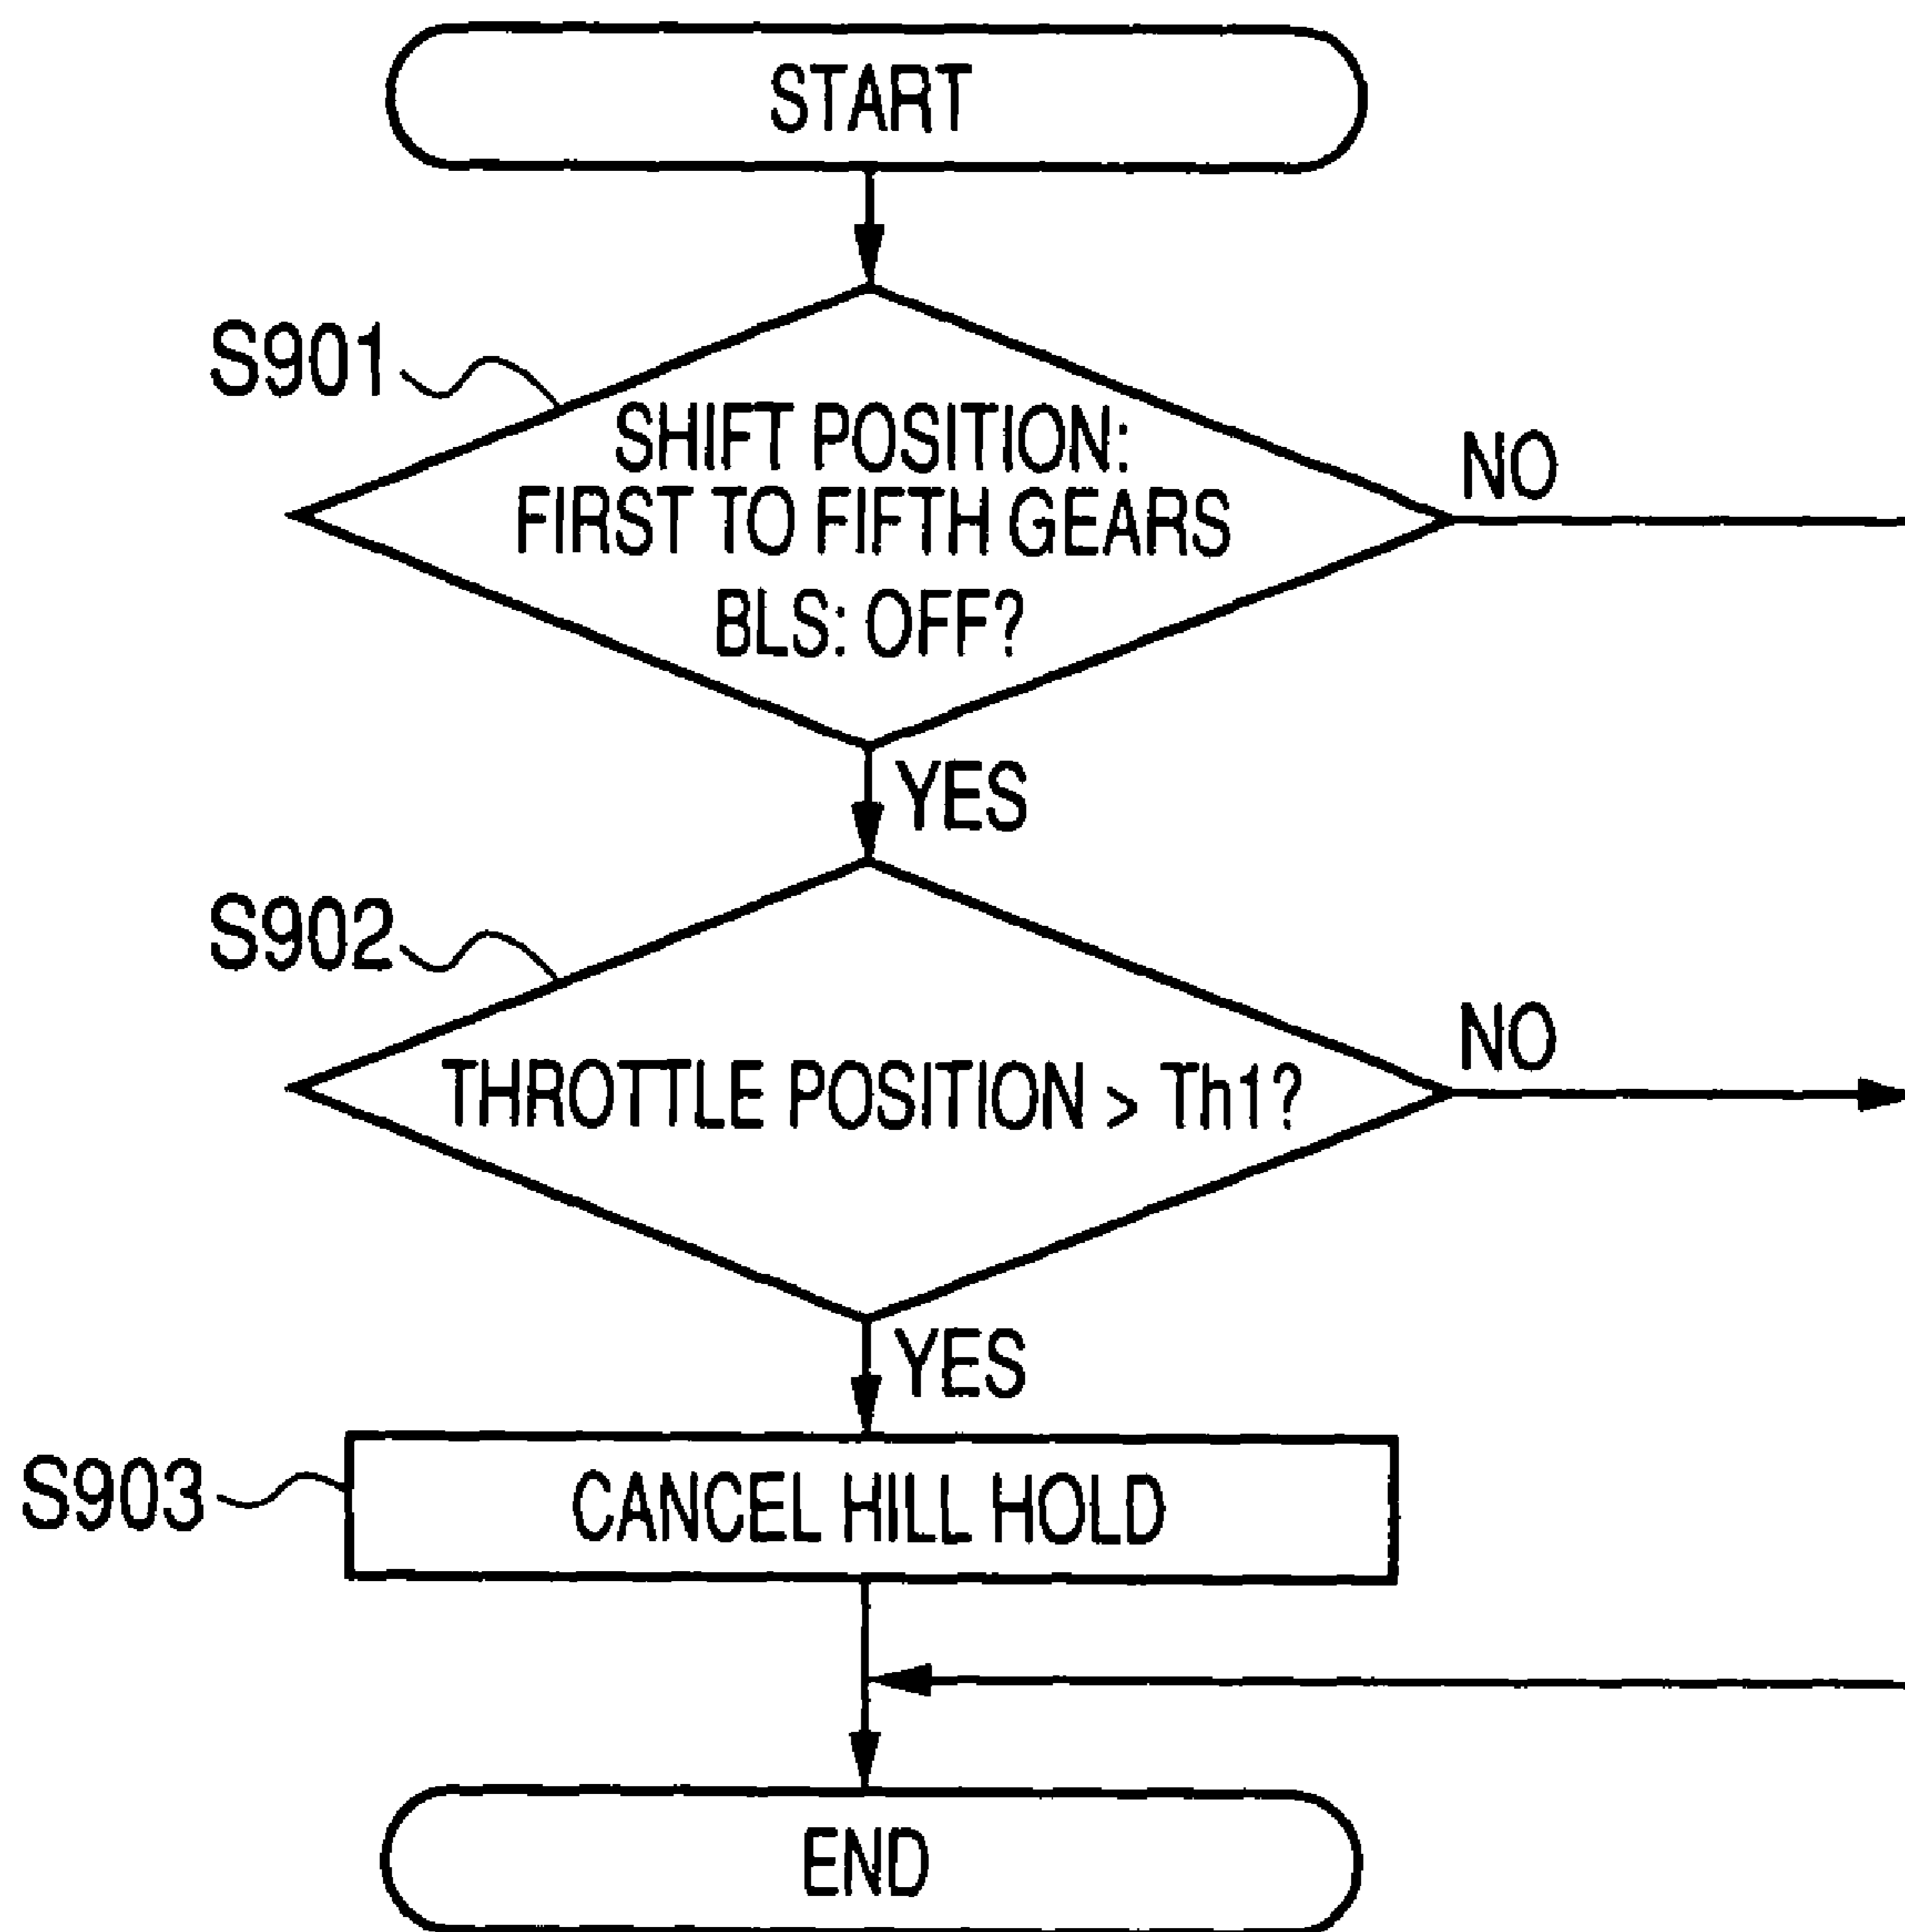 START
S901
SHIFT POSITION:
FIRST TO FIFTH GEARS
BLS: OFF?
NO
YES
S902
THROTTLE POSITION > Th1?
NO
YES
S903
CANCEL HILL HOLD
END